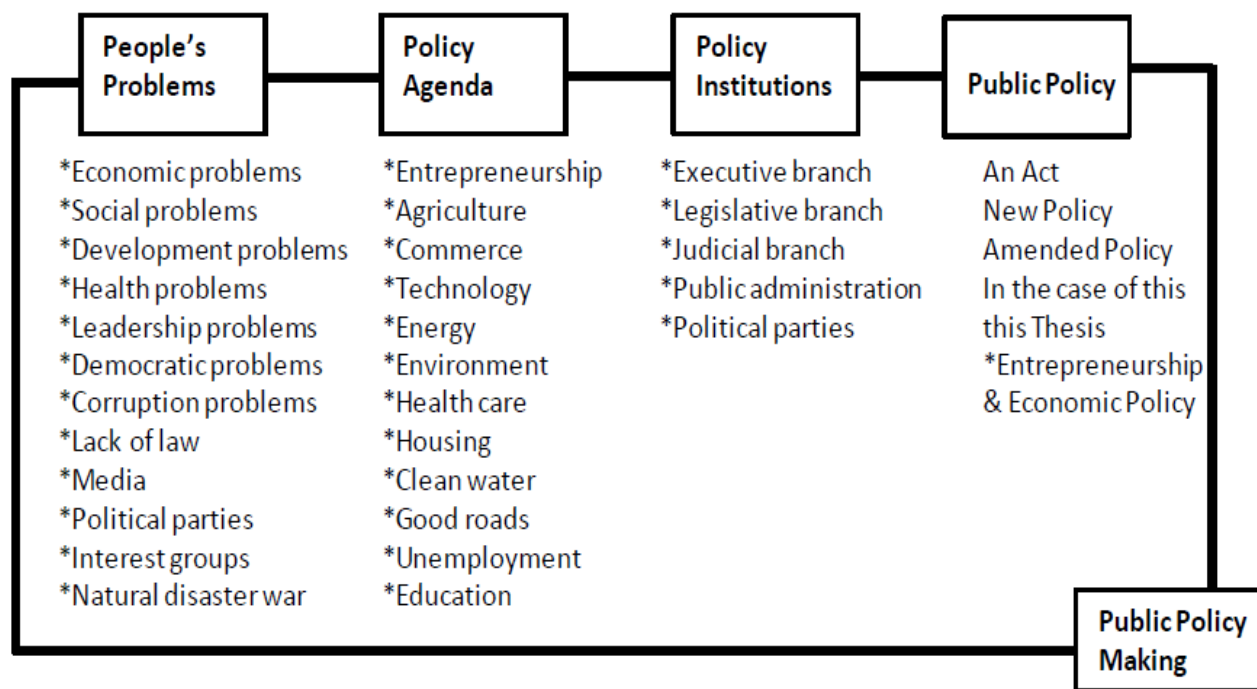 People's
Problems
Policy
Agenda
Policy
Institutions
Public Policy
*Economic problems
*Social problems
*Development problems
*Health problems
*Leadership problems
*Democratic problems
*Corruption problems
*Lack of law
*Media
*Political parties
*Interest groups
*Natural disaster war
*Entrepreneurship
*Agriculture
*Commerce
*Technology
*Energy
*Environment
*Health care
*Housing
*Clean water
*Good roads
*Unemployment
*Education
*Executive branch
*Legislative branch
*Judicial branch
*Public administration
*Political parties
An Act
New Policy
Amended Policy
In the case of this
this Thesis
*Entrepreneurship
& Economic Policy
Public Policy
Making